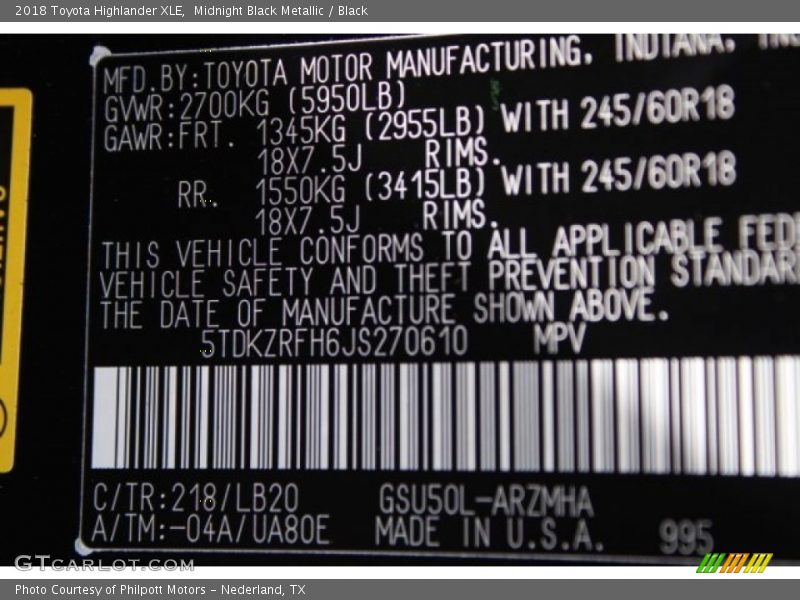 2018 Toyota Highlander XLE,  Midnight Black Metallic / Black
MFD.BY:TOYOTA MOTOR MANUFACTURING, INDIANA,
GVWR:2700KG (5950LB)
GAWR:FRT. 1345KG (2955LB) WITH 245/60R18
18X7.5J RIMS.
RR. 1550KG (3415LB) WITH 245/60R18
18X7.5J RIMS.
THIS VEHICLE CONFORMS TO ALL APPLICABLE FED
VEHICLE SAFETY AND THEFT PREVENTION STANDAR
THE DATE OF MANUFACTURE SHOWN ABOVE.
5TDKZRFH6JS270610 MPV
C/TR:218/LB20 GSU50L-ARZMHA
A/TM:-04A/UA80E MADE IN U.S.A. 995
GTCARLOT.COM
Photo Courtesy of Philpott Motors - Nederland, TX